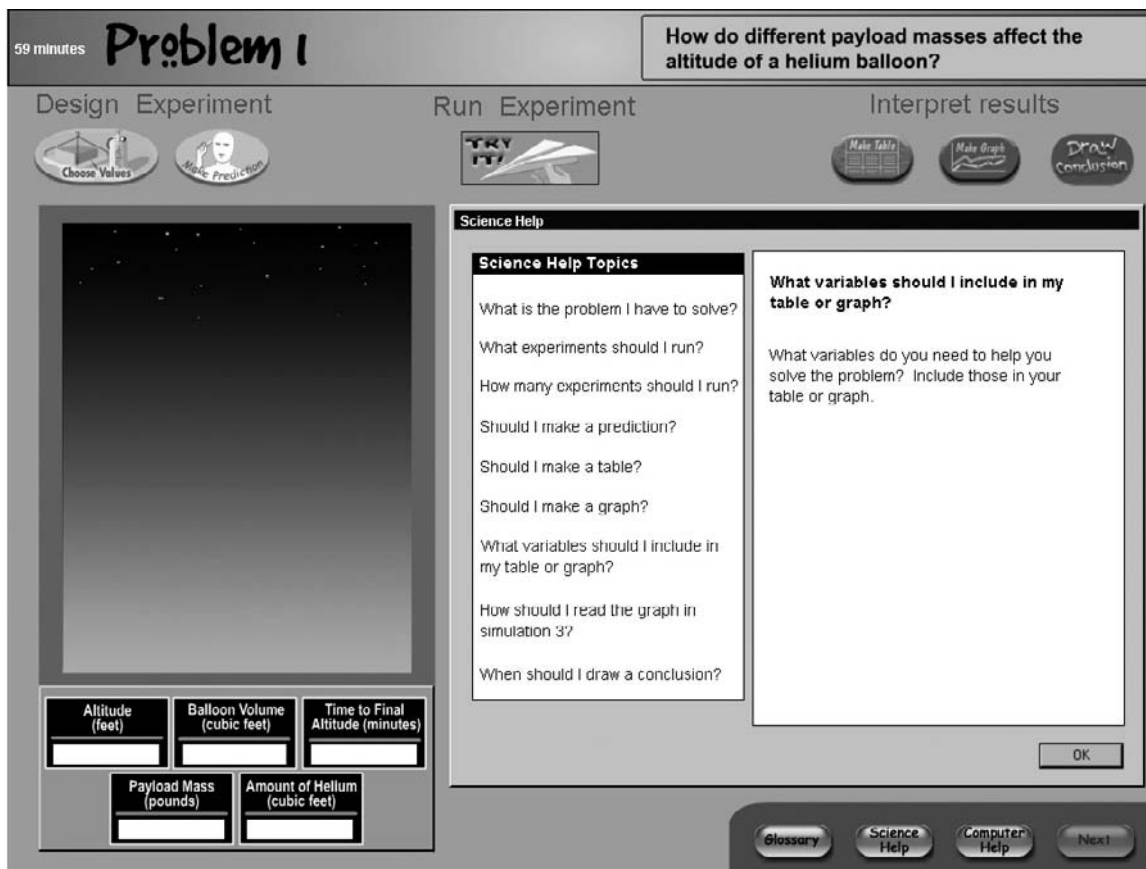 59 minutes
Problem 1
How do different payload masses affect the
altitude of a helium balloon?
Design Experiment
Run Experiment
Interpret results
Choose Values
Make Prediction
TRY
IT!
Make Table
Make Graph
Draw
Conclusion
Science Help
Science Help Topics
What is the problem I have to solve?
What experiments should I run?
How many experiments should I run?
Should I make a prediction?
Should I make a table?
Should I make a graph?
What variables should I include in
my table or graph?
How should I read the graph in
simulation 3?
When should I draw a conclusion?
What variables should I include in my
table or graph?
What variables do you need to help you
solve the problem? Include those in your
table or graph.
OK
Altitude
(feet)
Balloon Volume
(cubic feet)
Time to Final
Altitude (minutes)
Payload Mass
(pounds)
Amount of Helium
(cubic feet)
Glossary
Science
Help
Computer
Help
Next